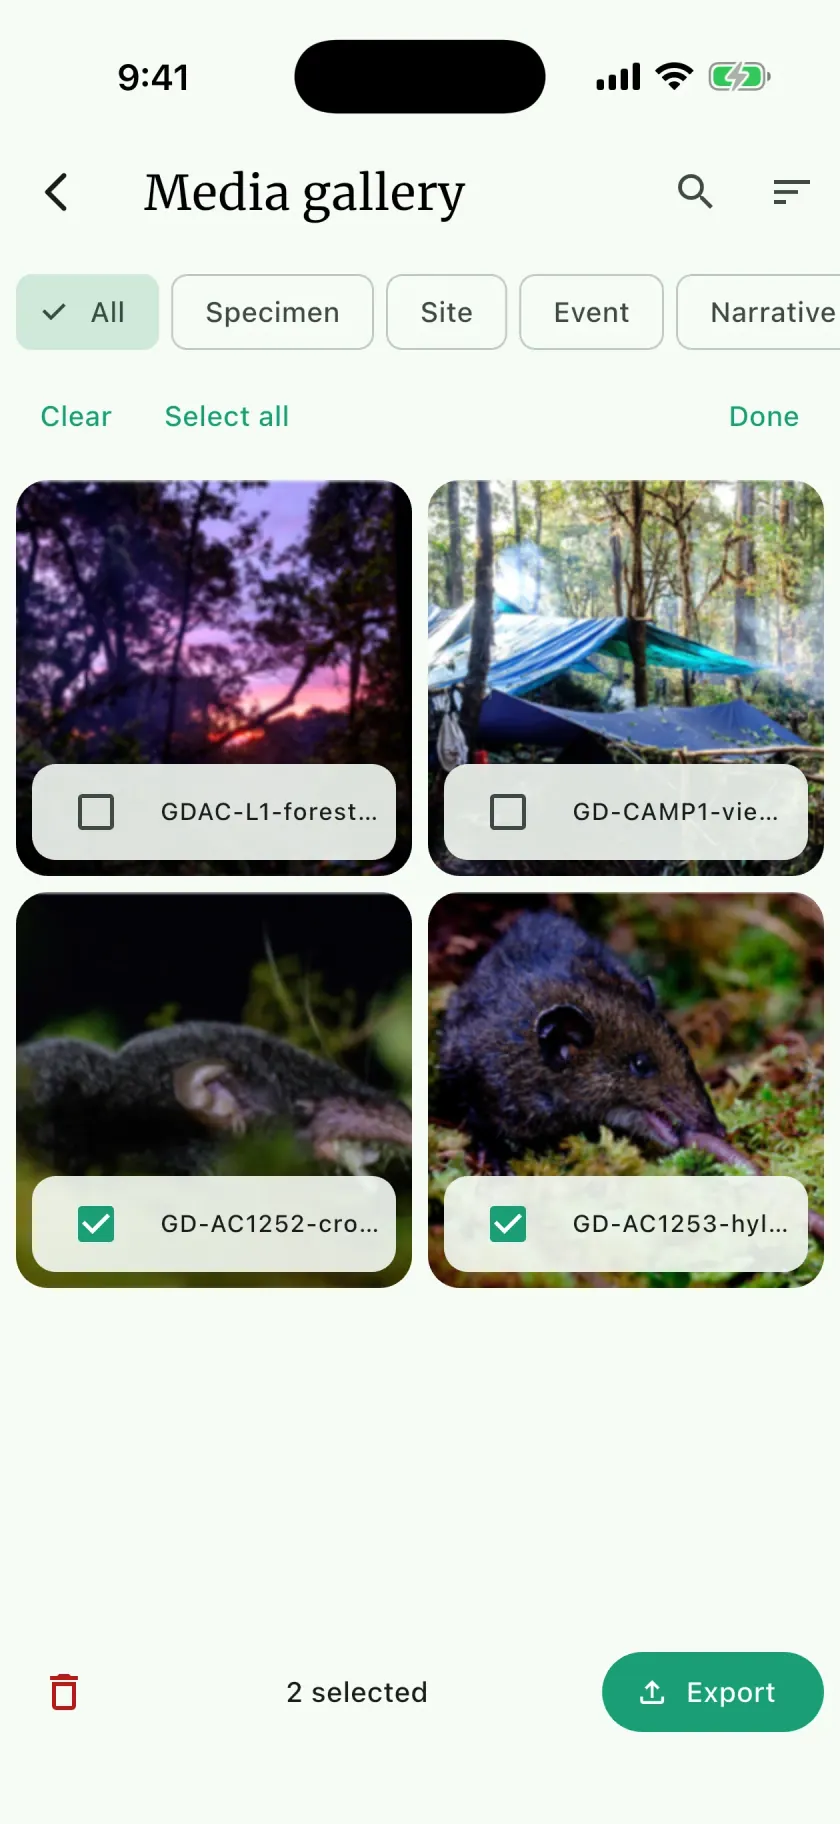 9:41
Media gallery
All
Specimen
Site
Event
Narrative
Clear
Select all
Done
GDAC-L1-forest...
GD-CAMP1-vie...
GD-AC1252-cro...
GD-AC1253-hyl...
2 selected
Export